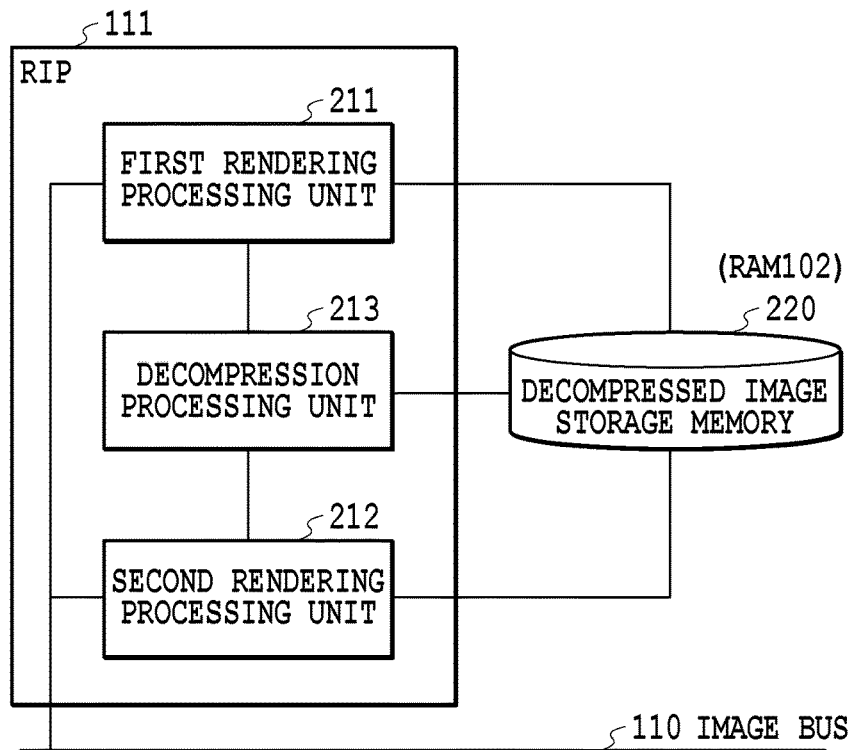 111
RIP
211
FIRST RENDERING
PROCESSING UNIT
(RAM102)
213
220
DECOMPRESSION
PROCESSING UNIT
DECOMPRESSED IMAGE
STORAGE MEMORY
212
SECOND RENDERING
PROCESSING UNIT
110 IMAGE BUS